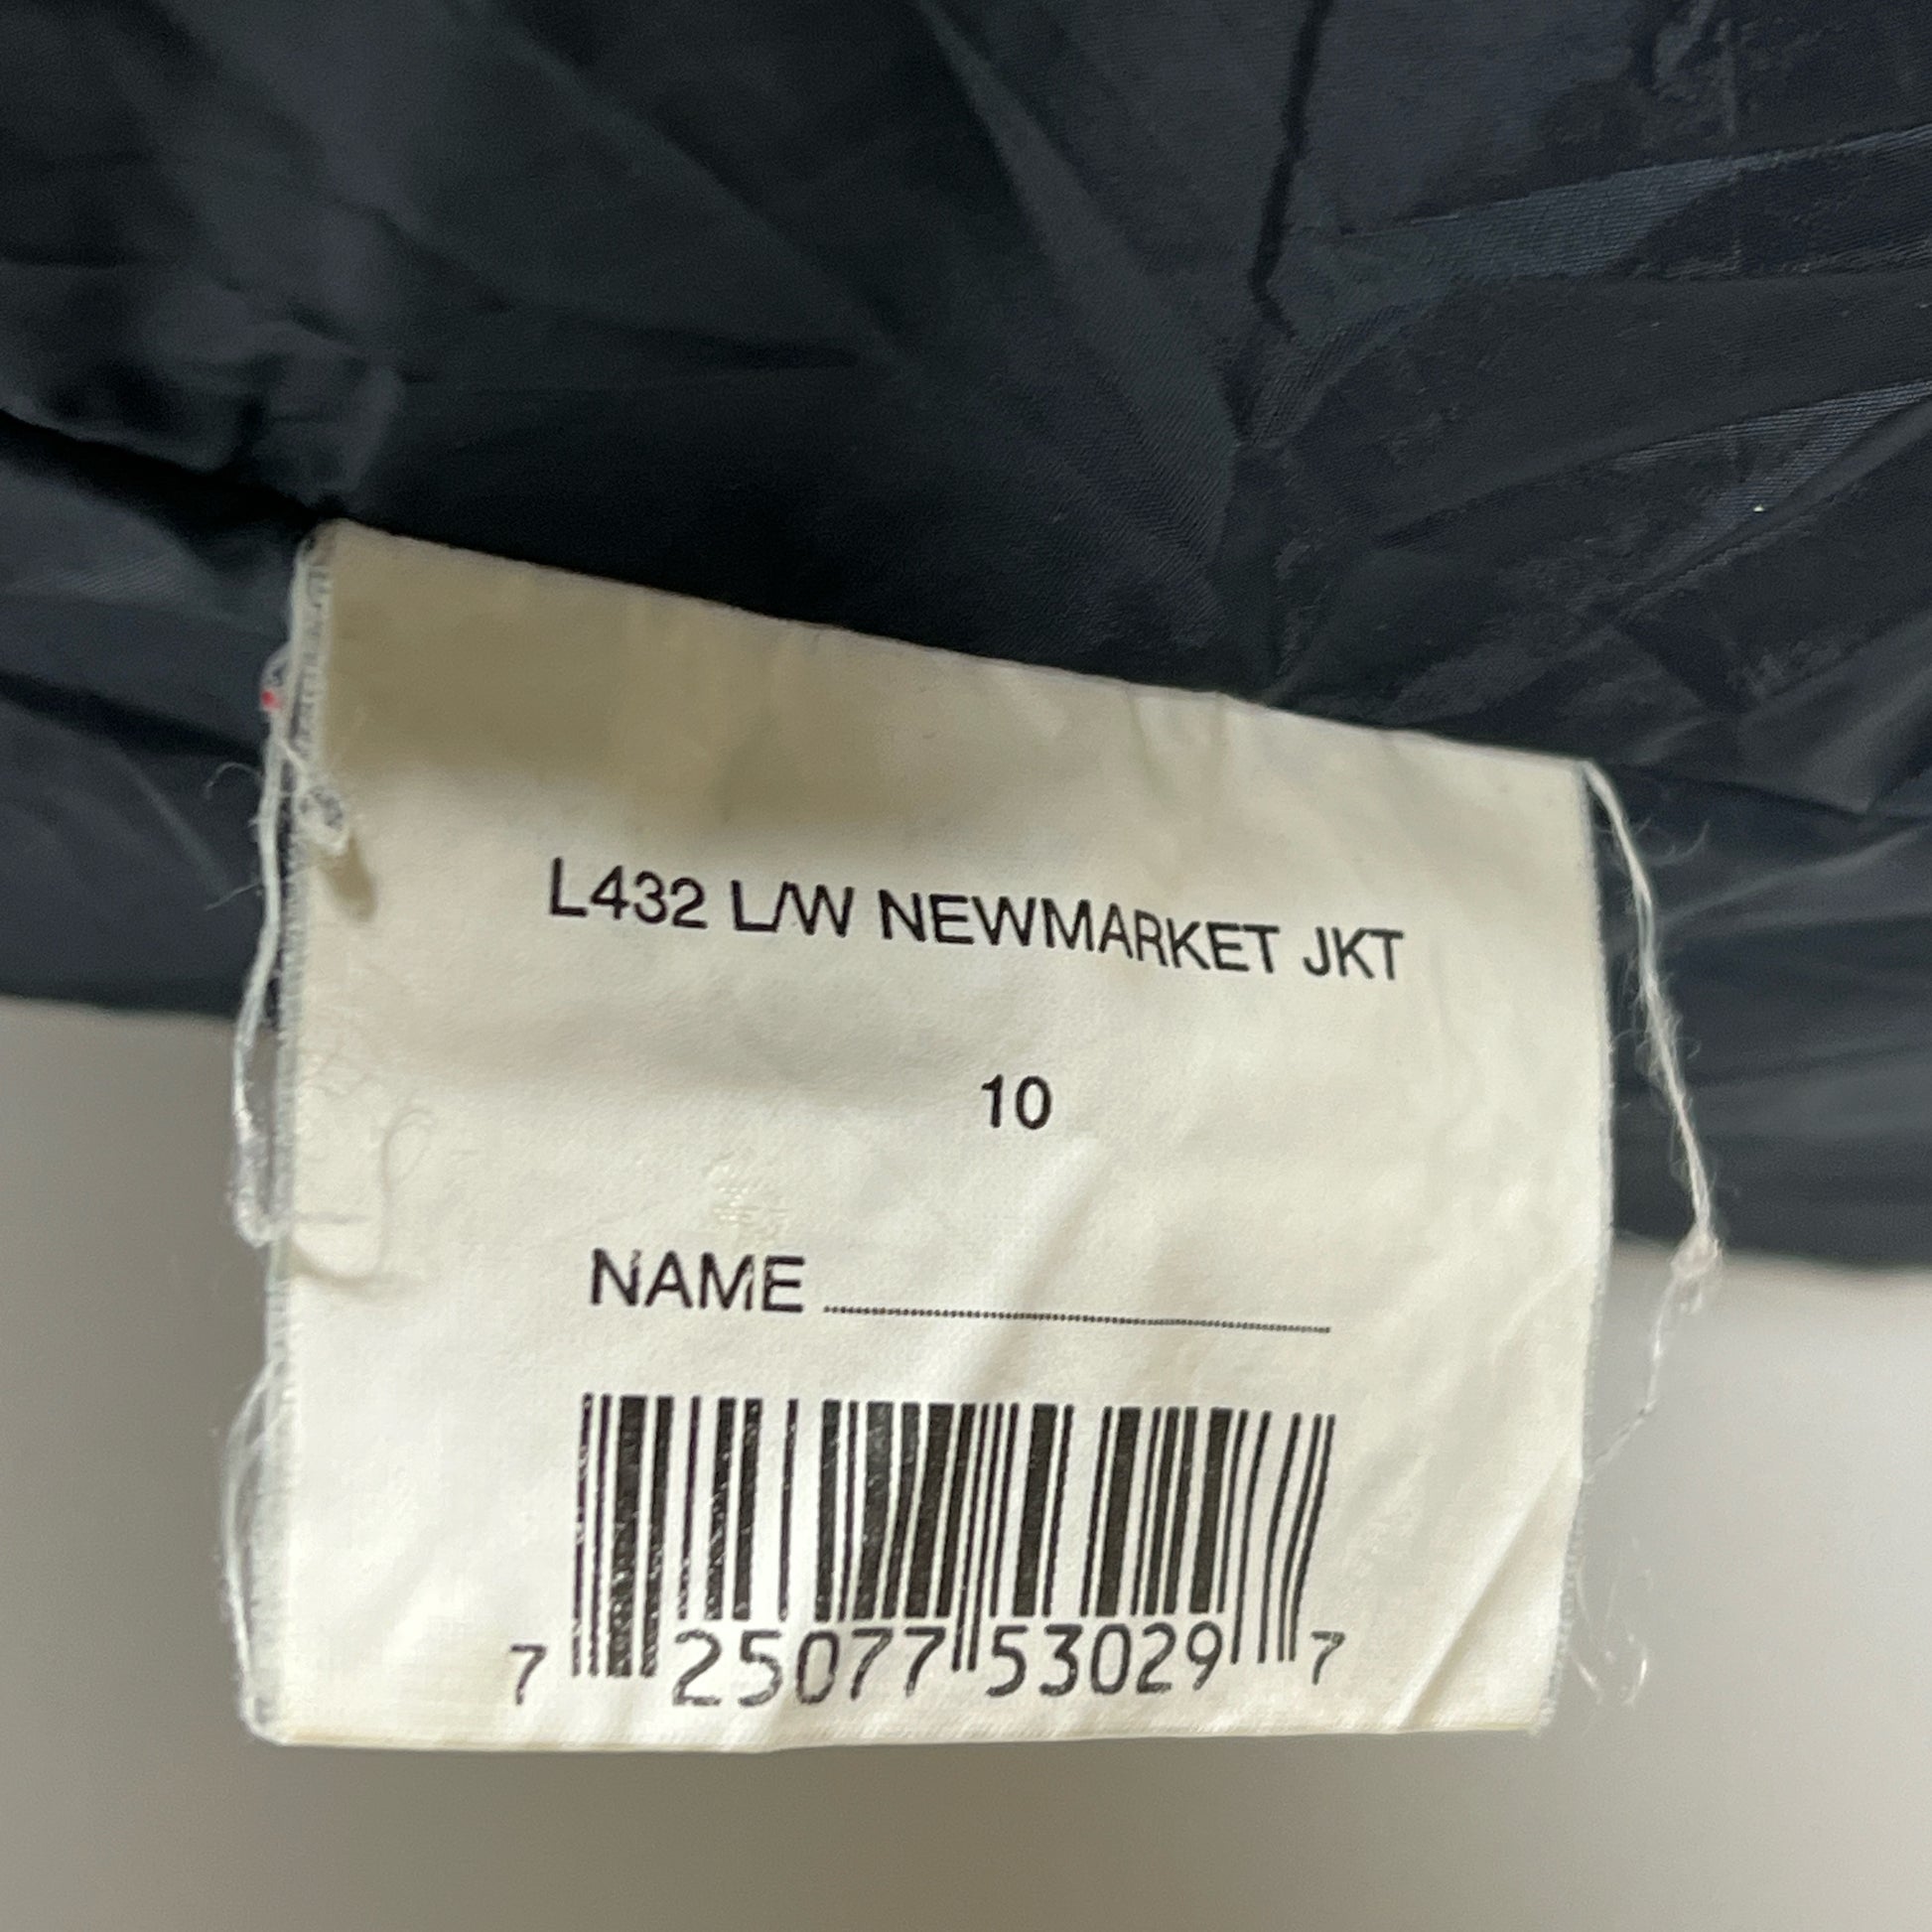 L432 L/W NEWMARKET JKT
10
NAME
7 25077 53029 7